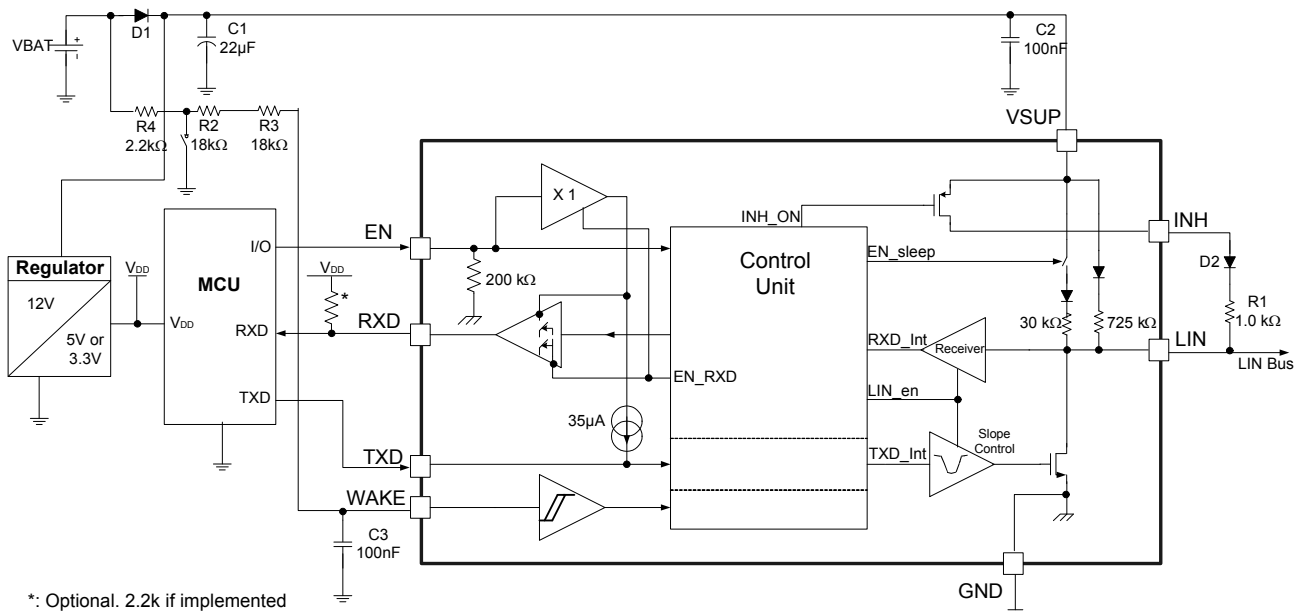 VBAT
+
D1
C1
22µF
C2
100nF
R4
2.2kΩ
R2
18kΩ
R3
18kΩ
VSUP
X 1
INH_ON
INH
EN
I/O
MCU
200 kΩ
Control
Unit
EN_sleep
D2
Regulator
12V
5V or
3.3V
VDD
VDD
VDD
*
RXD
RXD
30 kΩ
725 kΩ
R1
1.0 kΩ
RXD_Int
Receiver
LIN
LIN Bus
EN_RXD
LIN_en
TXD
35µA
TXD
TXD_Int
Slope
Control
WAKE
C3
100nF
GND
*: Optional. 2.2k if implemented